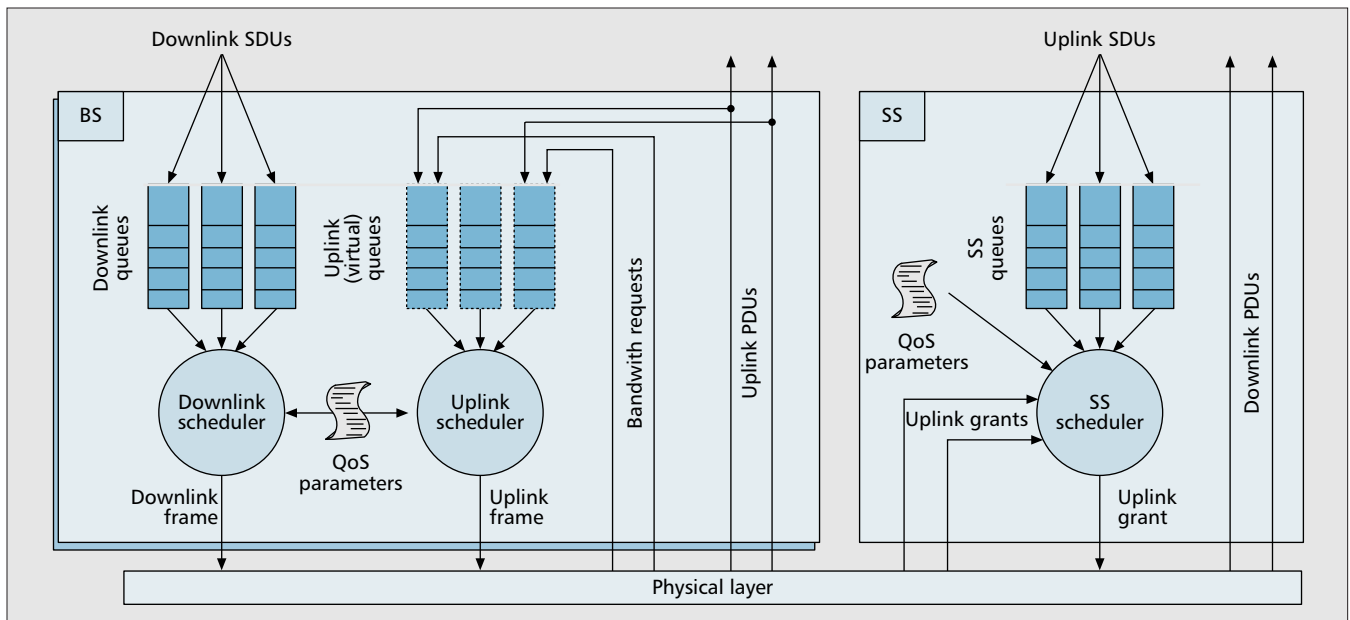 Downlink SDUs
Uplink SDUs
BS
SS
Downlink
queues
Uplink
(virtual)
queues
Bandwith requests
Uplink PDUs
SS
queues
Downlink PDUs
QoS
parameters
Downlink
scheduler
Uplink
scheduler
QoS
parameters
Uplink grants
SS
scheduler
Downlink
frame
Uplink
frame
Uplink
grant
Physical layer